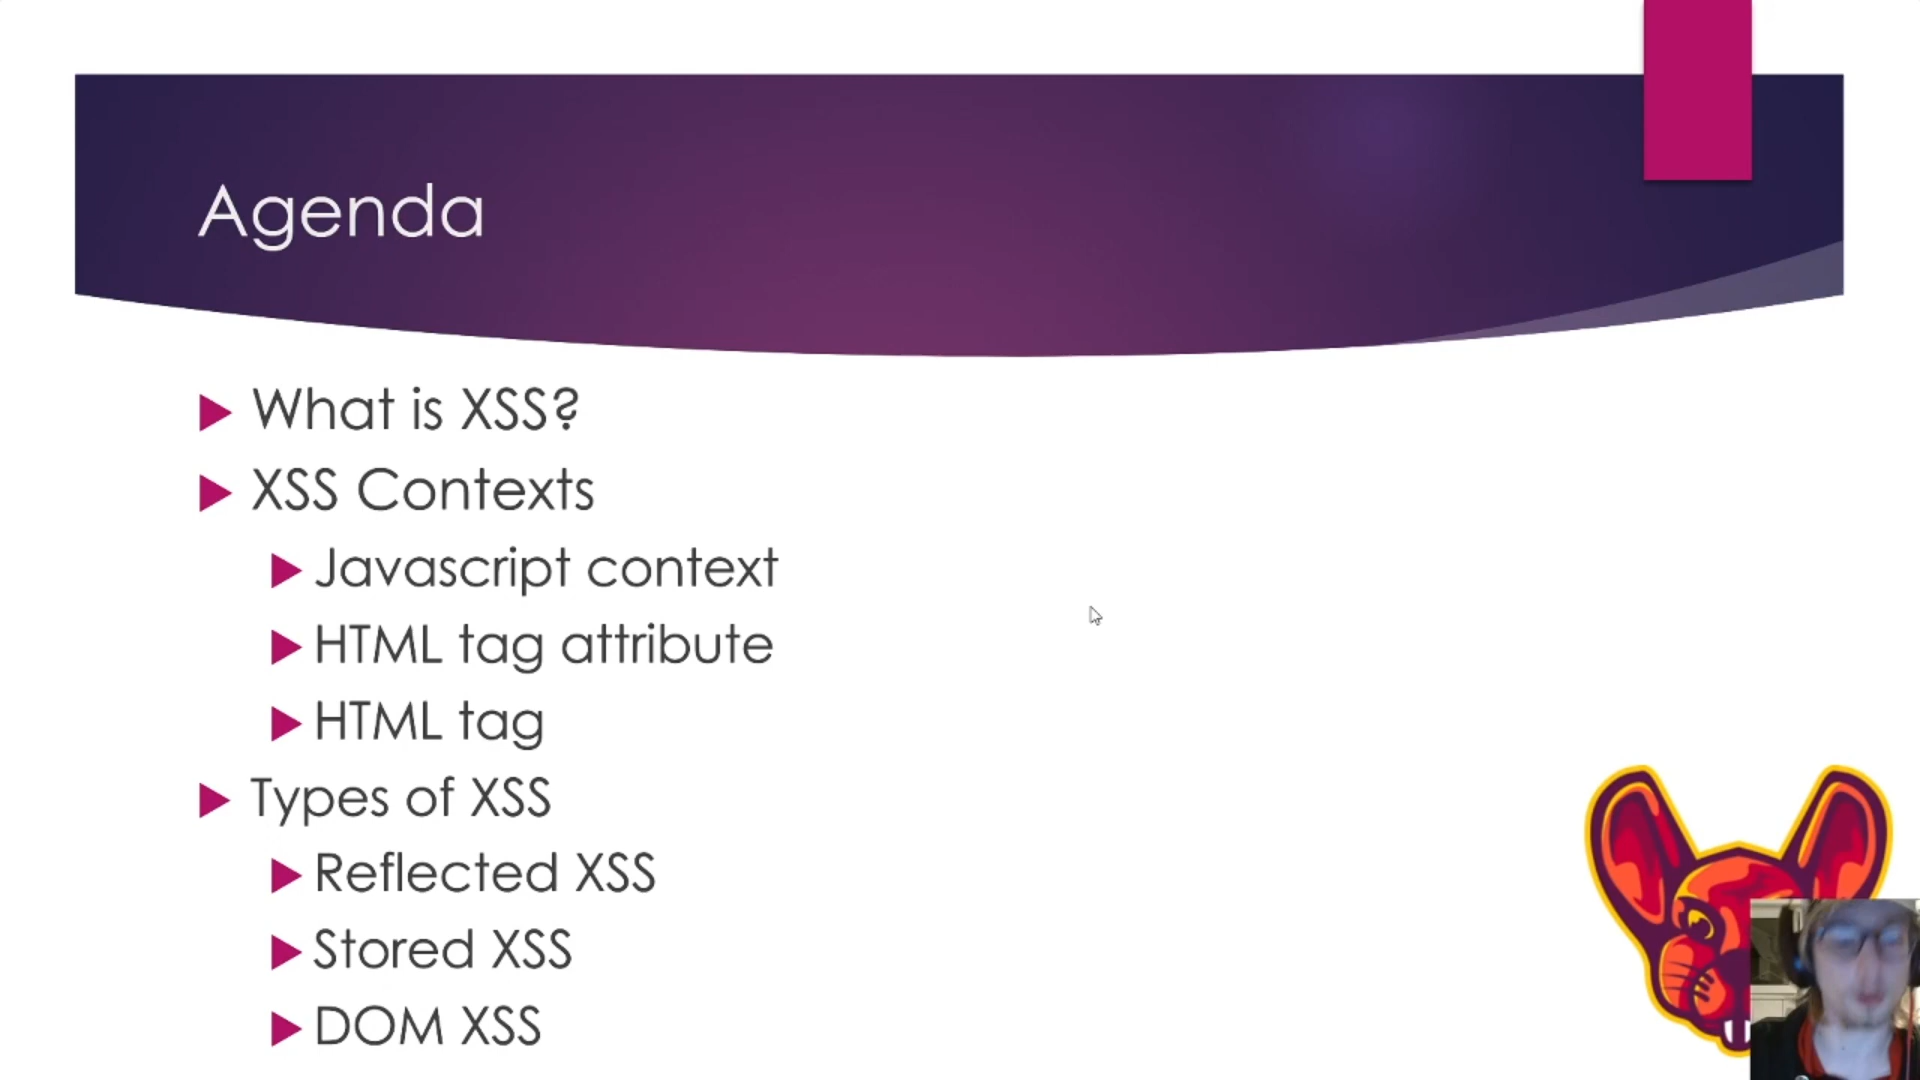 Agenda
What is XSS?
XSS Contexts
Javascript context
HTML tag attribute
HTML tag
Types of XSS
Reflected XSS
Stored XSS
DOM XSS